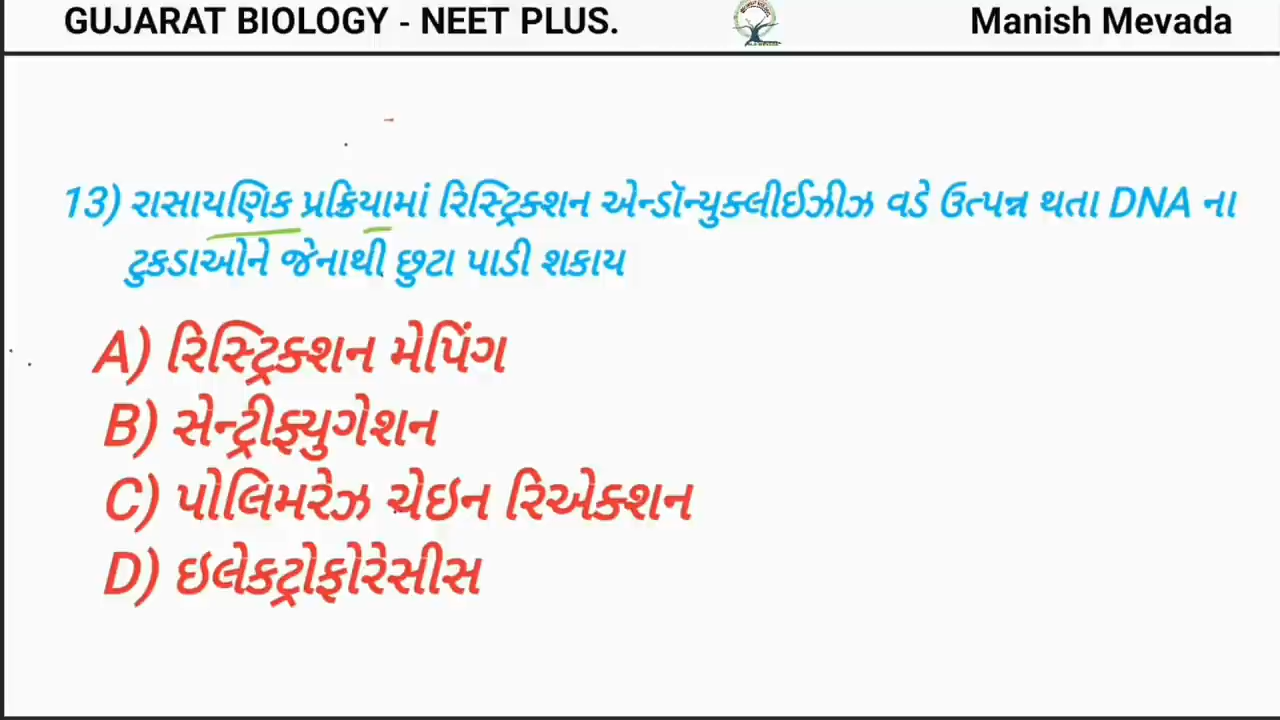 GUJARAT BIOLOGY - NEET PLUS.
Manish Mevada
13) રાસાયણિક પ્રક્રિયામાં રિસ્ટ્રિક્શન એન્ડૉન્યુક્લીઈઝીઝ વડે ઉત્પન્ન થતા DNA ના
ટુકડાઓને જેનાથી છુટા પાડી શકાય
A) રિસ્ટ્રિક્શન મેપિંગ
B) સેન્ટ્રીફ્યુગેશન
C) પોલિમરેઝ ચેઇન રિએક્શન
D) ઇલેકટ્રોફોરેસીસ